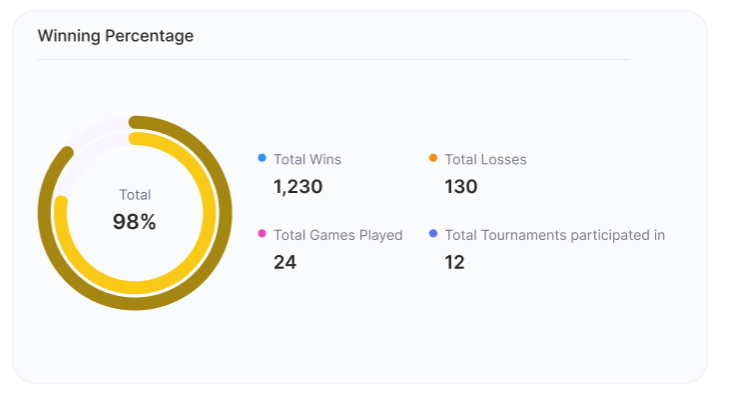 Winning Percentage
Total
98%
Total Wins
1,230
Total Losses
130
Total Games Played
24
Total Tournaments participated in
12